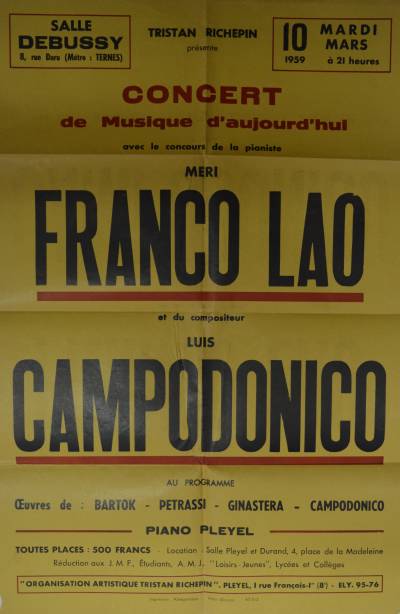 SALLE
DEBUSSY
8, rue Daru (Métro : TERNES)
TRISTAN RICHEPIN
présente
10
1959
MARDI
MARS
à 21 heures
CONCERT
de Musique d'aujourd'hui
avec le concours de la pianiste
MERI
FRANCO LAO
et du compositeur
LUIS
CAMPODONICO
AU PROGRAMME
Œuvres de : BARTOK - PETRASSI - GINASTERA - CAMPODONICO
PIANO PLEYEL
TOUTES PLACES : 500 FRANCS - Location : Salle Pleyel et Durand, 4, place de la Madeleine
Réduction aux J.M.F., Étudiants, A.M.J. "Loisirs-Jeunes", Lycées et Collèges
"ORGANISATION ARTISTIQUE TRISTAN RICHEPIN". PLEYEL, 1 rue François-Iᵉʳ (8ᵉ) - ELY. 95-76